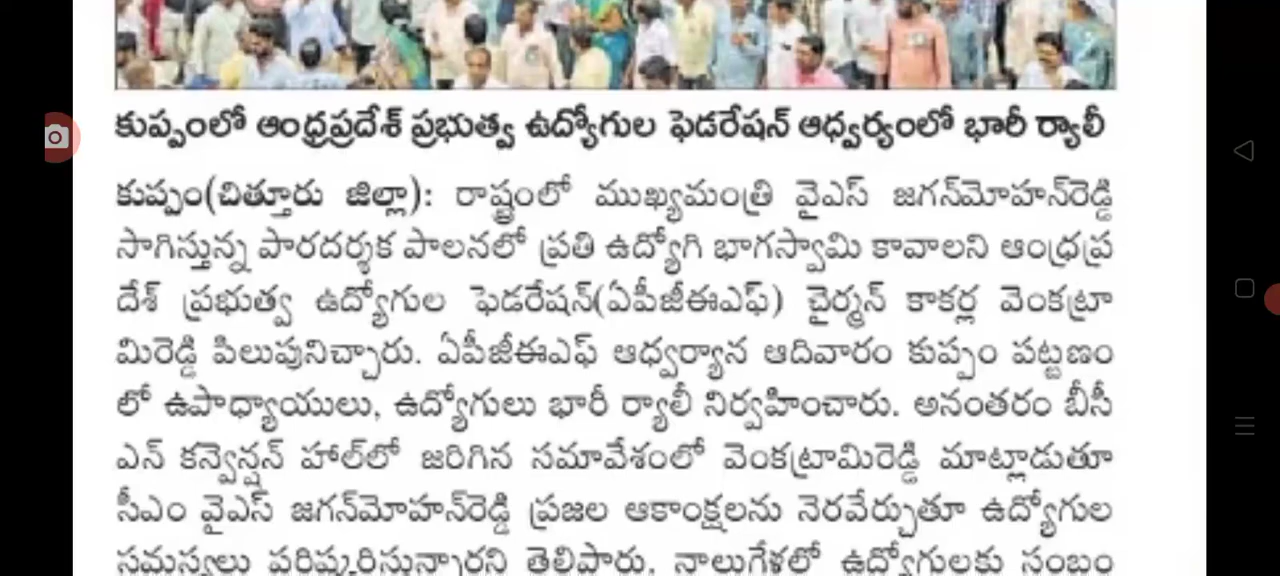 కుప్పంలో ఆంధ్రప్రదేశ్ ప్రభుత్వ ఉద్యోగుల ఫెడరేషన్ ఆధ్వర్యంలో భారీ ర్యాలీ
కుప్పం(చిత్తూరు జిల్లా): రాష్ట్రంలో ముఖ్యమంత్రి వైఎస్ జగన్‌మోహన్‌రెడ్డి
సాగిస్తున్న పారదర్శక పాలనలో ప్రతి ఉద్యోగి భాగస్వామి కావాలని ఆంధ్రప్ర
దేశ్ ప్రభుత్వ ఉద్యోగుల ఫెడరేషన్(ఏపీజీఈఎఫ్) చైర్మన్ కాకర్ల వెంకట్రా
మిరెడ్డి పిలుపునిచ్చారు. ఏపీజీఈఎఫ్ ఆధ్వర్యాన ఆదివారం కుప్పం పట్టణం
లో ఉపాధ్యాయులు, ఉద్యోగులు భారీ ర్యాలీ నిర్వహించారు. అనంతరం బీసీ
ఎన్ కన్వెన్షన్ హాల్‌లో జరిగిన సమావేశంలో వెంకట్రామిరెడ్డి మాట్లాడుతూ
సీఎం వైఎస్ జగన్‌మోహన్‌రెడ్డి ప్రజల ఆకాంక్షలను నెరవేర్చుతూ ఉద్యోగుల
సమస్యలు పరిష్కరిస్తున్నారని తెలిపారు. నాలుగేళ్లలో ఉద్యోగులకు సంబం